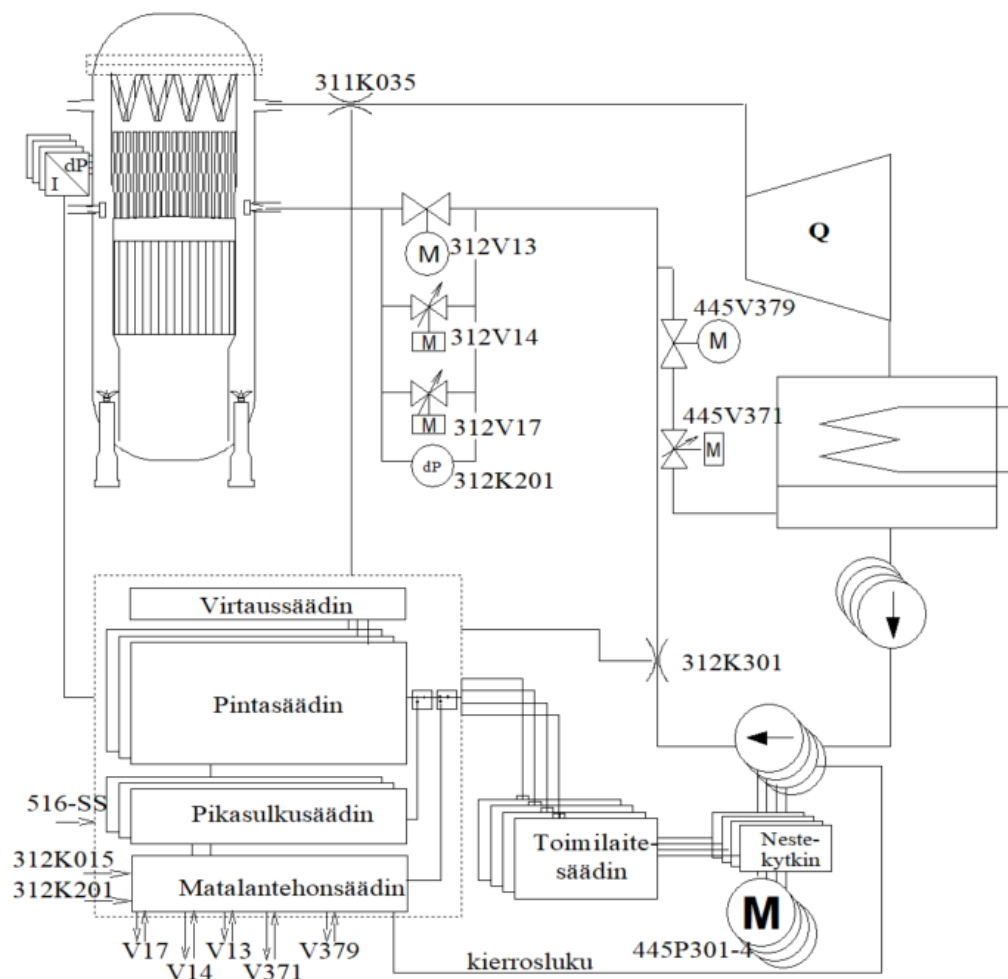 311K035
dP
I
M
312V13
M
312V14
M
312V17
dP
312K201
Q
445V379
M
445V371
M
312K301
Virtaussäädin
Pintasäädin
Pikasulkusäädin
Matalantehonsäädin
516-SS
312K015
312K201
V17
V14
V13
V371
V379
Toimilaite-
säädin
Neste-
kytkin
M
445P301-4
kierrosluku